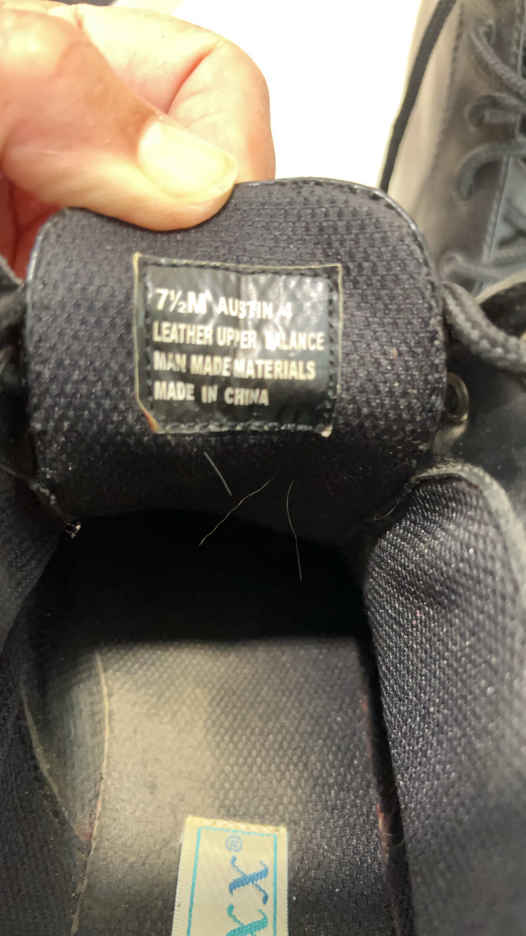 7½M AUSTIN 4
LEATHER UPPER BALANCE
MAN MADE MATERIALS
MADE IN CHINA